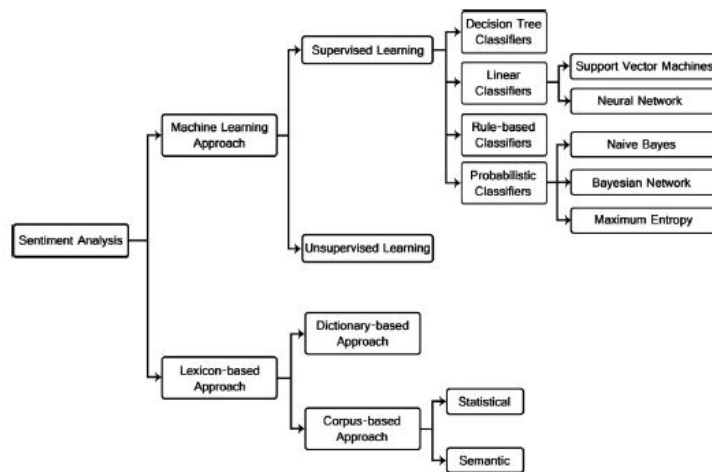 Decision Tree
Classifiers
Supervised Learning
Linear
Classifiers
Support Vector Machines
Neural Network
Machine Learning
Approach
Rule-based
Classifiers
Naive Bayes
Probabilistic
Classifiers
Bayesian Network
Maximum Entropy
Sentiment Analysis
Unsupervised Learning
Dictionary-based
Approach
Lexicon-based
Approach
Statistical
Corpus-based
Approach
Semantic